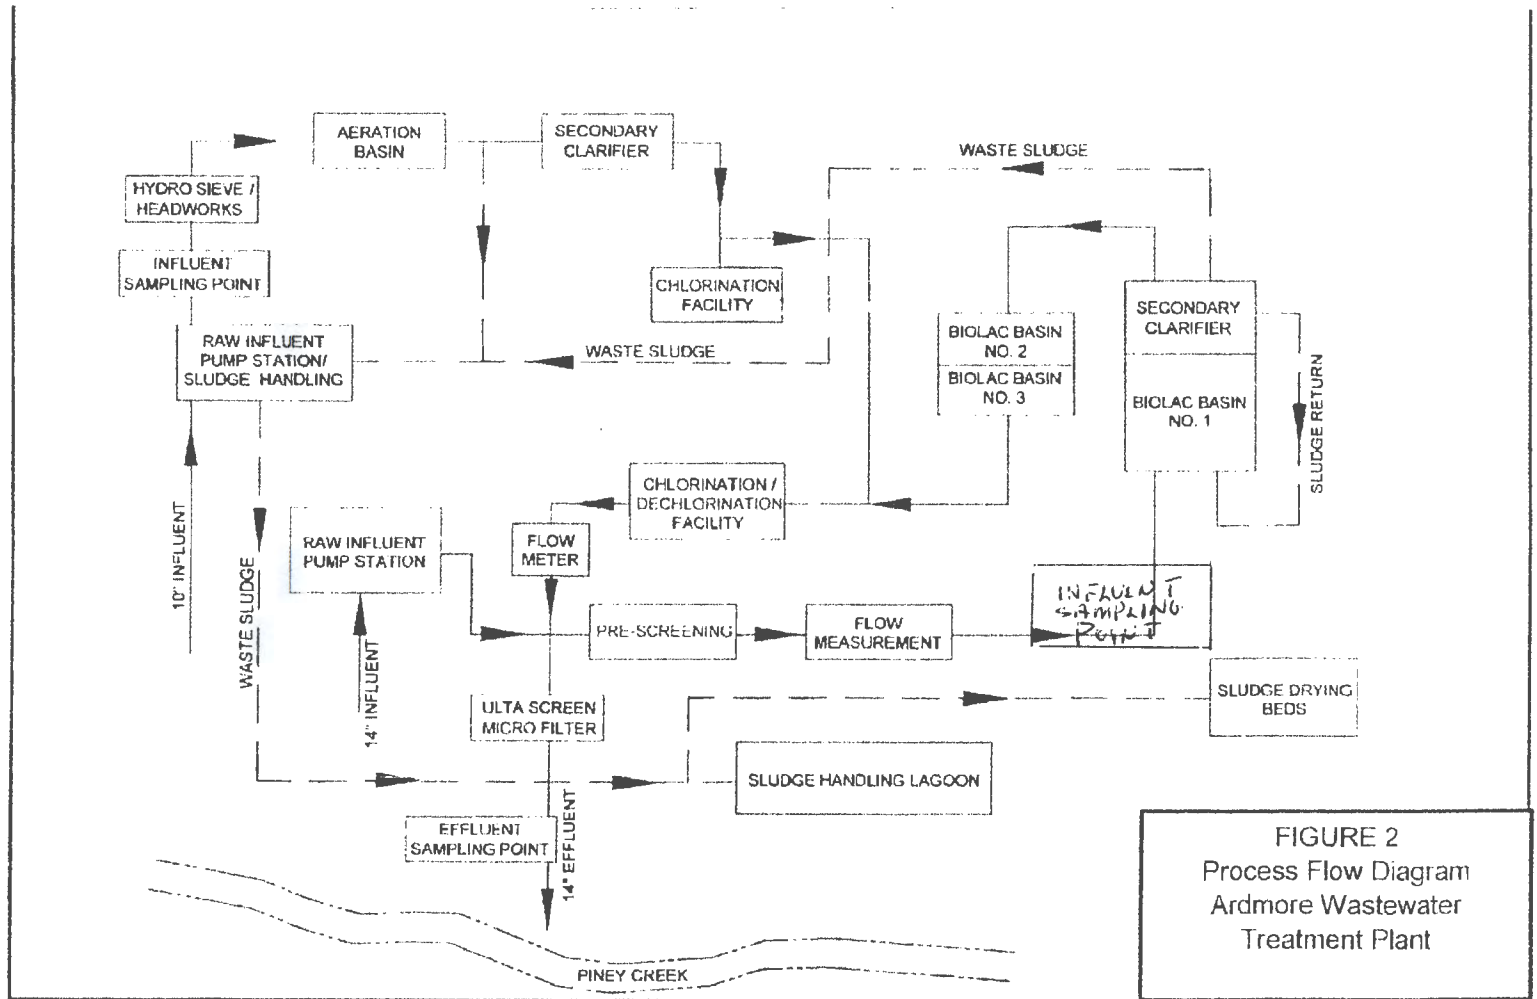 AERATION
BASIN
SECONDARY
CLARIFIER
WASTE SLUDGE
HYDRO SIEVE /
HEADWORKS
INFLUENT
SAMPLING POINT
CHLORINATION
FACILITY
SECONDARY
CLARIFIER
RAW INFLUENT
PUMP STATION/
SLUDGE HANDLING
WASTE SLUDGE
BIOLAC BASIN
NO. 2
BIOLAC BASIN
NO. 3
BIOLAC BASIN
NO. 1
SLUDGE RETURN
10" INFLUENT
WASTE SLUDGE
RAW INFLUENT
PUMP STATION
14" INFLUENT
CHLORINATION /
DECHLORINATION
FACILITY
FLOW
METER
PRE-SCREENING
FLOW
MEASUREMENT
INFLUENT
SAMPLING
POINT
ULTA SCREEN
MICRO FILTER
SLUDGE DRYING
BEDS
SLUDGE HANDLING LAGOON
EFFLUENT
SAMPLING POINT
14" EFFLUENT
PINEY CREEK
FIGURE 2
Process Flow Diagram
Ardmore Wastewater
Treatment Plant